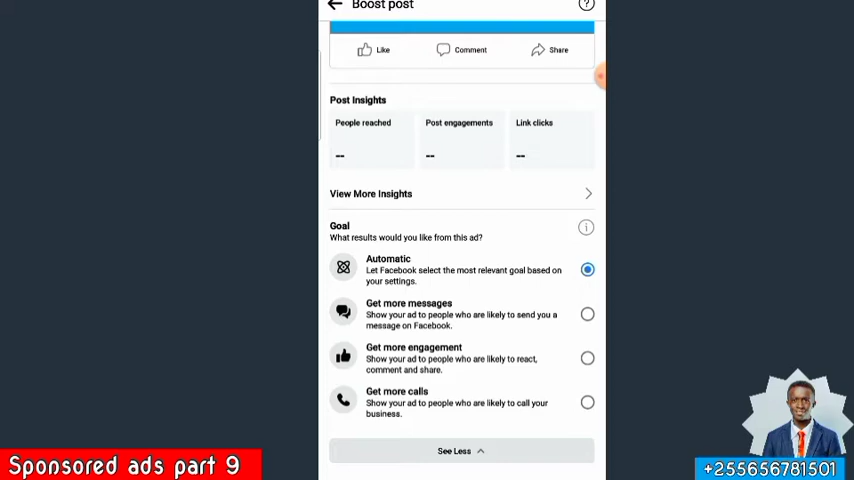 Boost post
Like
Comment
Share
Post Insights
People reached
Post engagements
Link clicks
--
--
--
View More Insights
Goal
What results would you like from this ad?
Automatic
Let Facebook select the most relevant goal based on
your settings.
Get more messages
Show your ad to people who are likely to send you a
message on Facebook.
Get more engagement
Show your ad to people who are likely to react,
comment and share.
Get more calls
Show your ad to people who are likely to call your
business.
See Less
Sponsored ads part 9
+255656781501